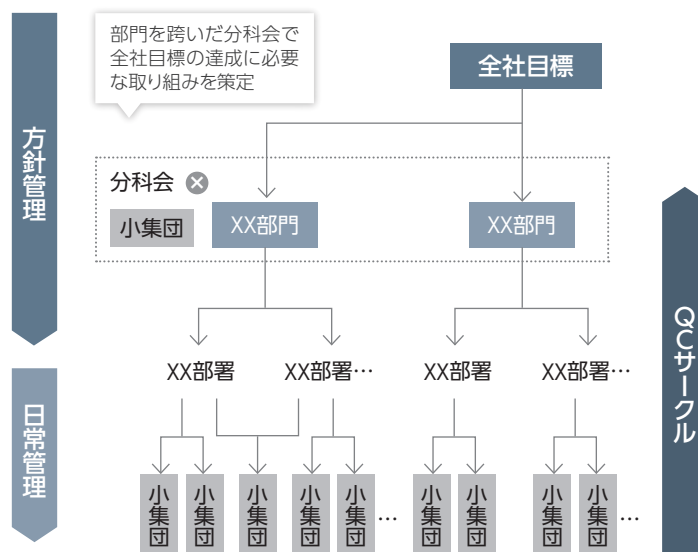 部門を跨いだ分科会で
全社目標の達成に必要
な取り組みを策定
全社目標
方針管理
分科会
小集団
XX部門
XX部門
QCサークル
XX部署
XX部署…
XX部署
XX部署…
日常管理
小集団
小集団
小集団
小集団
小集団
…
小集団
小集団
小集団
小集団
…